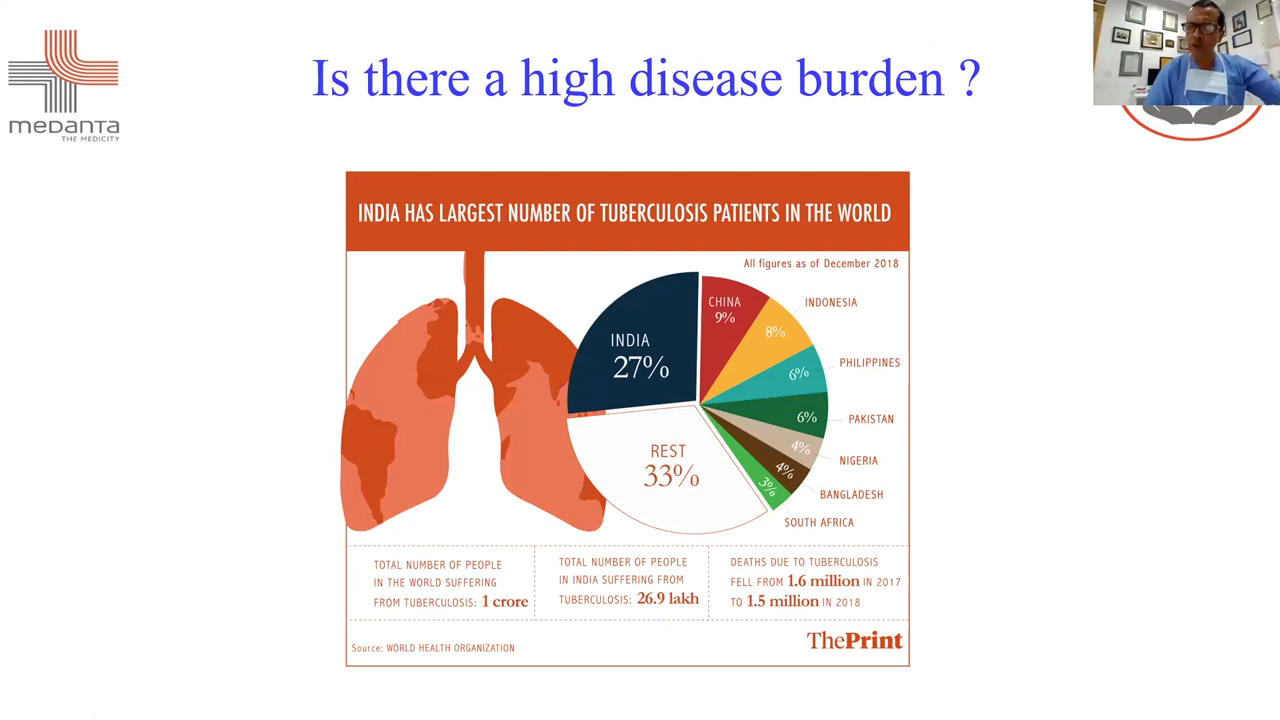 Is there a high disease burden ?
medanta
THE MEDICITY
INDIA HAS LARGEST NUMBER OF TUBERCULOSIS PATIENTS IN THE WORLD
All figures as of December 2018
INDIA
27%
CHINA
9%
INDONESIA
8%
PHILIPPINES
6%
PAKISTAN
6%
NIGERIA
4%
BANGLADESH
4%
SOUTH AFRICA
3%
REST
33%
TOTAL NUMBER OF PEOPLE
IN THE WORLD SUFFERING
FROM TUBERCULOSIS: 1 crore
TOTAL NUMBER OF PEOPLE
IN INDIA SUFFERING FROM
TUBERCULOSIS: 26.9 lakh
DEATHS DUE TO TUBERCULOSIS
FELL FROM 1.6 million IN 2017
TO 1.5 million IN 2018
Source: WORLD HEALTH ORGANIZATION
ThePrint